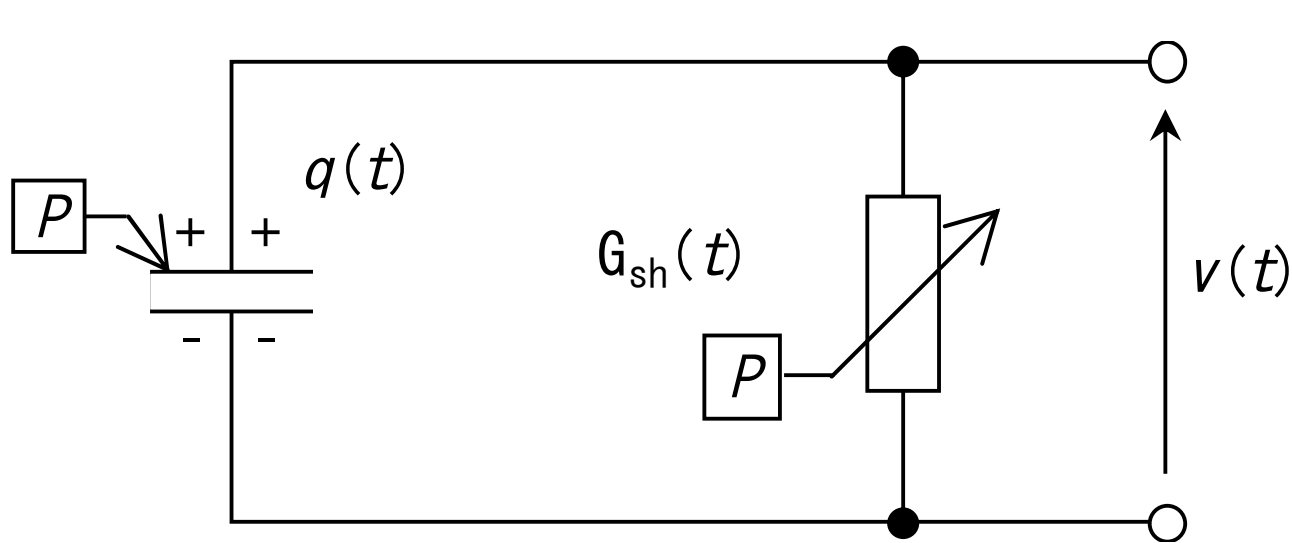 q(t)
P
+ +
- -
G_sh(t)
P
v(t)